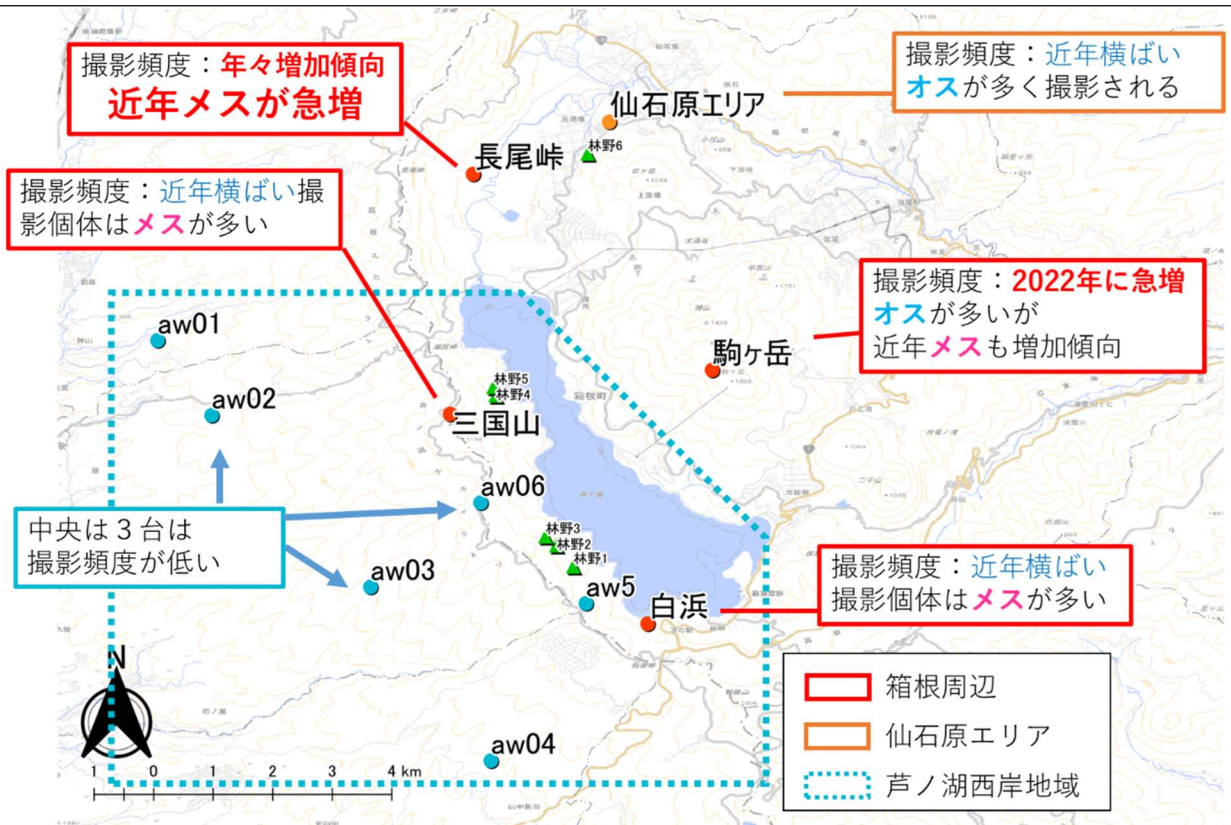 撮影頻度：年々増加傾向
近年メスが急増
撮影頻度：近年横ばい
オスが多く撮影される
仙石原エリア
林野6
長尾峠
撮影頻度：近年横ばい撮
影個体はメスが多い
撮影頻度：2022年に急増
オスが多いが
近年メスも増加傾向
aw01
駒ヶ岳
林野5
林野4
箱根町
aw02
三国山
aw06
中央は３台は
撮影頻度が低い
林野3
林野2
林野1
aw03
aw5
白浜
撮影頻度：近年横ばい
撮影個体はメスが多い
N
箱根周辺
仙石原エリア
芦ノ湖西岸地域
aw04
1 0 1 2 3 4 km